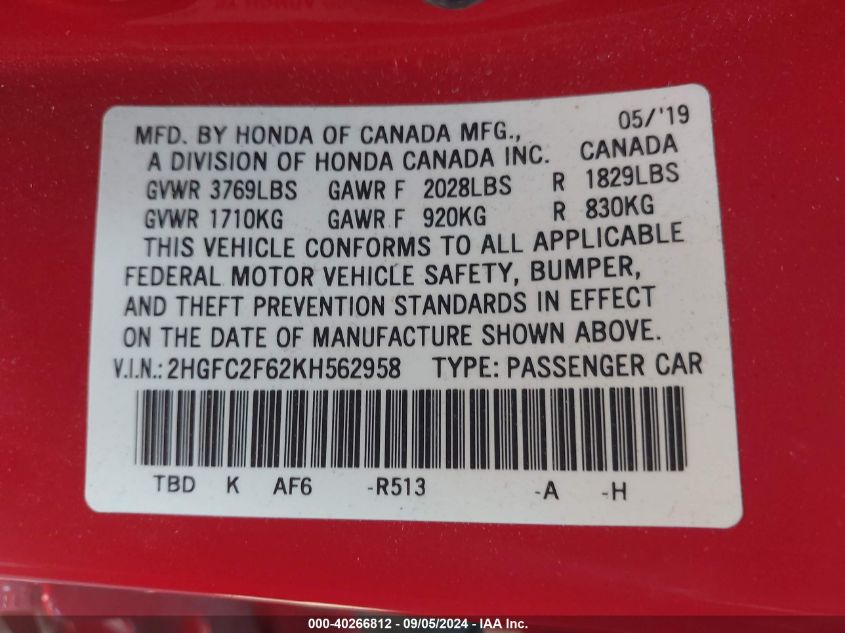 05/'19
MFD. BY HONDA OF CANADA MFG.,
A DIVISION OF HONDA CANADA INC. CANADA
GVWR 3769LBS GAWR F 2028LBS R 1829LBS
GVWR 1710KG GAWR F 920KG R 830KG
THIS VEHICLE CONFORMS TO ALL APPLICABLE
FEDERAL MOTOR VEHICLE SAFETY, BUMPER,
AND THEFT PREVENTION STANDARDS IN EFFECT
ON THE DATE OF MANUFACTURE SHOWN ABOVE.
V.I.N.: 2HGFC2F62KH562958 TYPE: PASSENGER CAR
TBD K AF6 -R513 -A -H
000-40266812 - 09/05/2024 - IAA Inc.